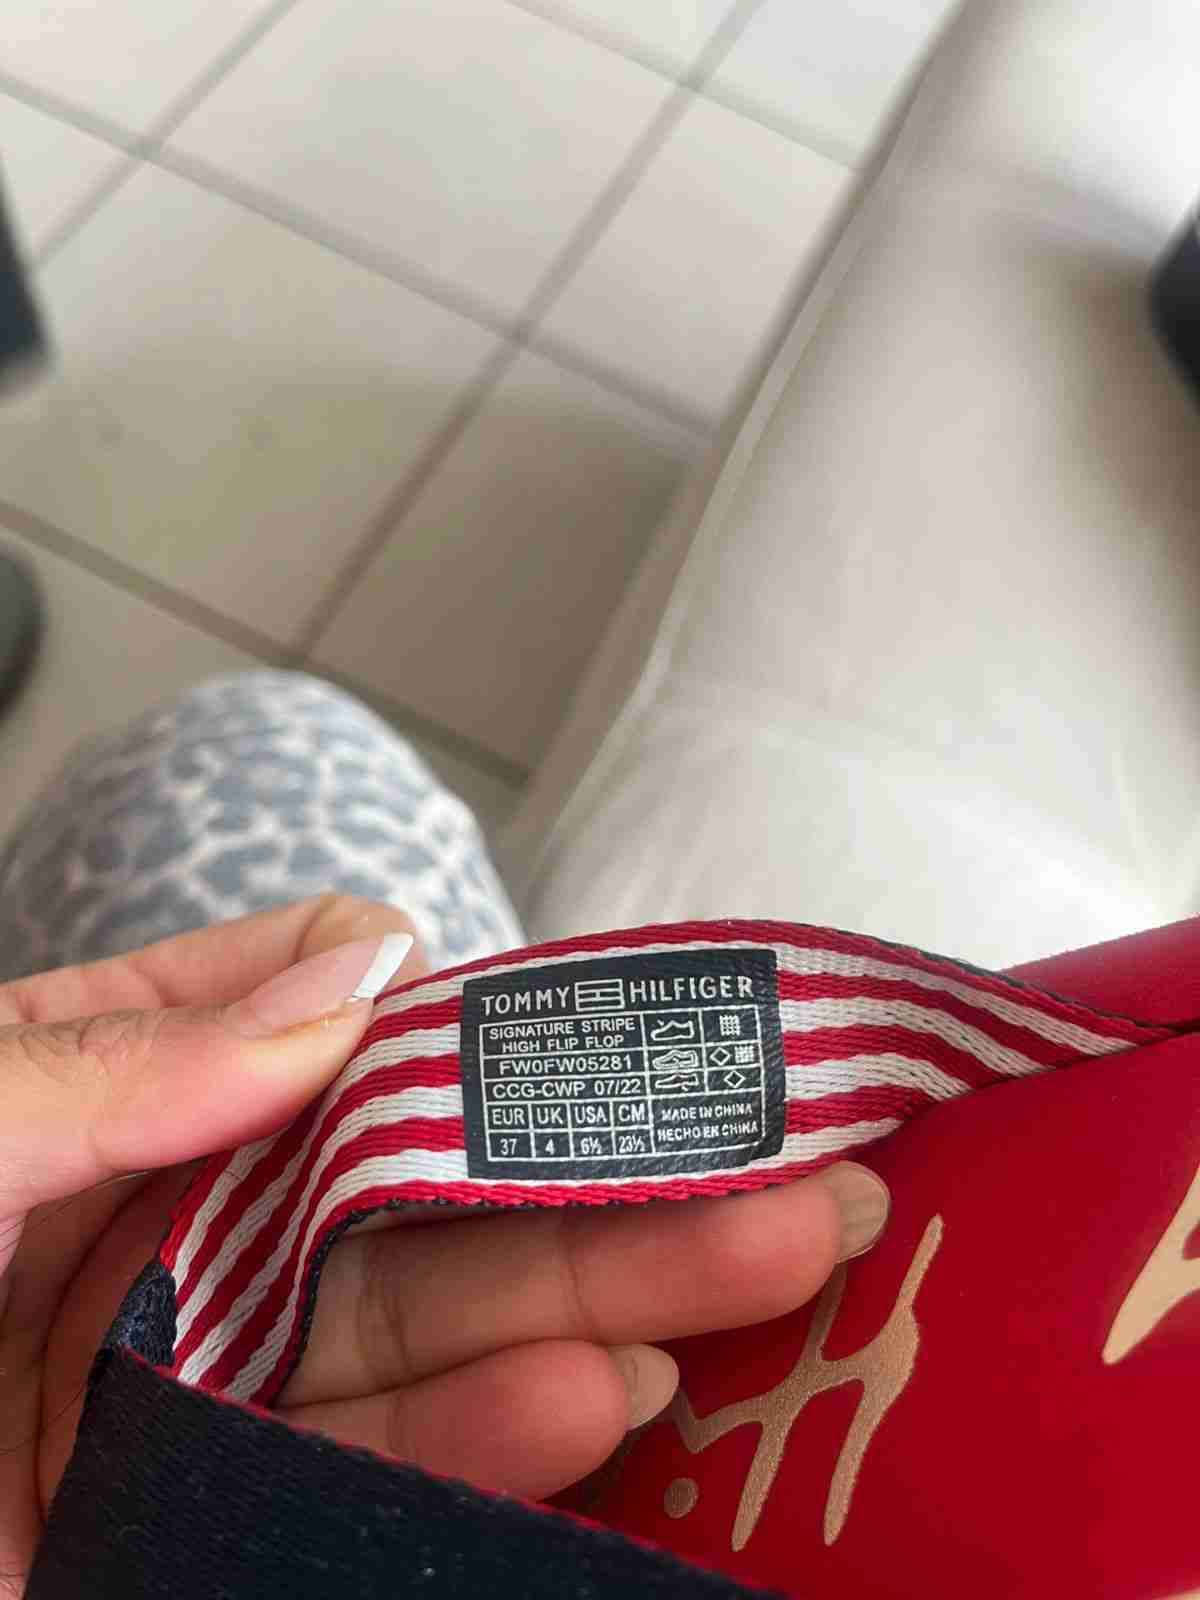 TOMMY HILFIGER
SIGNATURE STRIPE
HIGH FLIP FLOP
FW0FW05281
CCG-CWP 07/22
EUR UK USA CM
37 4 6½ 23½
MADE IN CHINA
HECHO EN CHINA